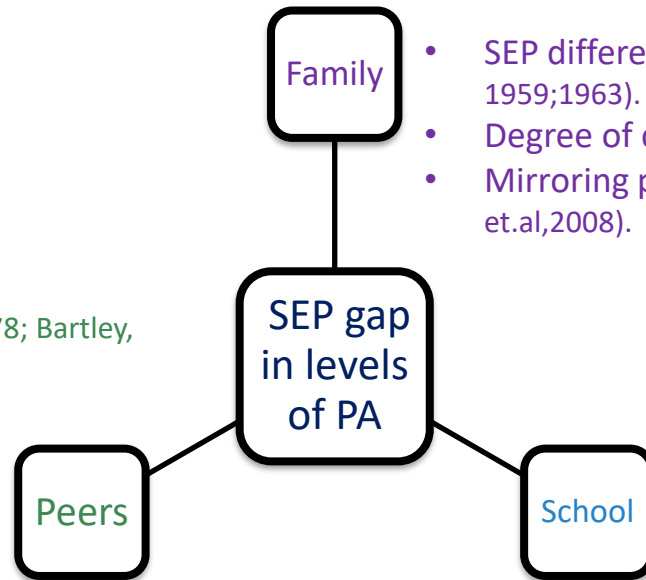 Family
• SEP differe
1959;1963).
• Degree of
• Mirroring
et.al,2008).
SEP gap
in levels
of PA
78; Bartley,
Peers
School